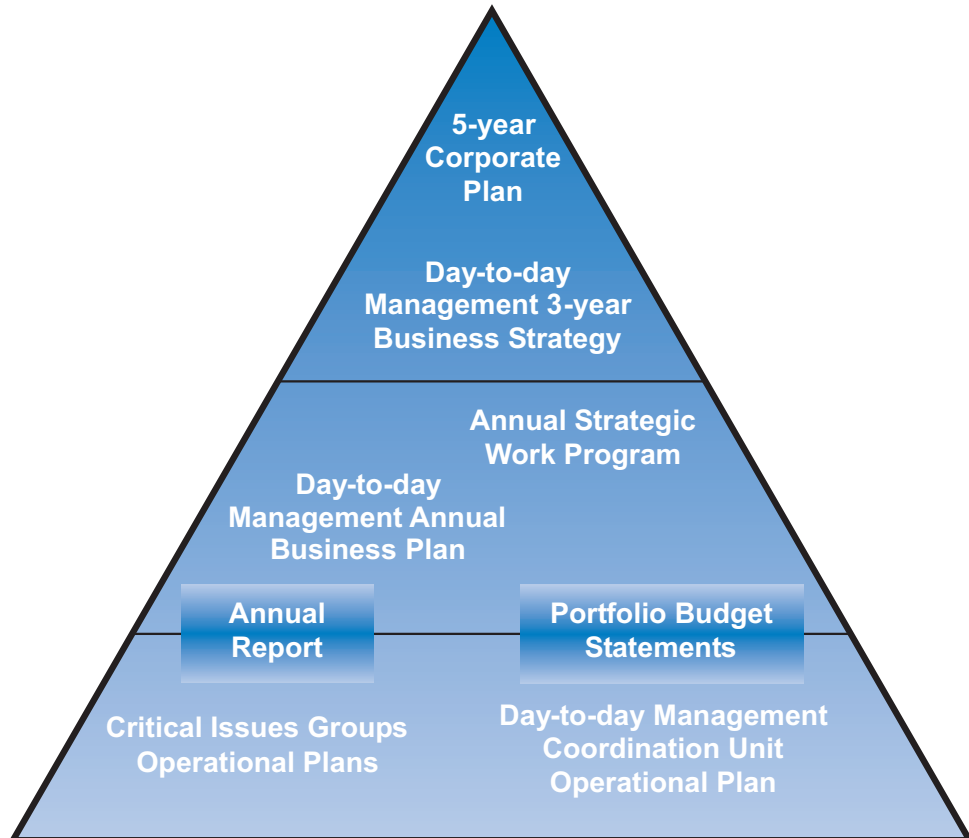 5-year
Corporate
Plan
Day-to-day
Management 3-year
Business Strategy
Annual Strategic
Work Program
Day-to-day
Management Annual
Business Plan
Annual
Report
Portfolio Budget
Statements
Critical Issues Groups
Operational Plans
Day-to-day Management
Coordination Unit
Operational Plan